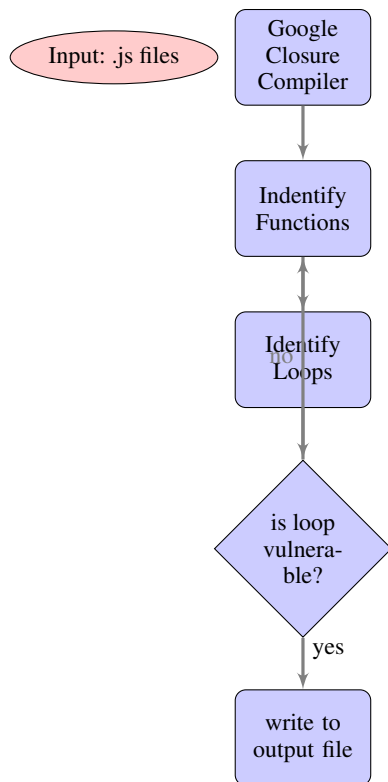 Input: .js files
Google
Closure
Compiler
Indentify
Functions
Identify
no
Loops
is loop
vulnera-
ble?
yes
write to
output file